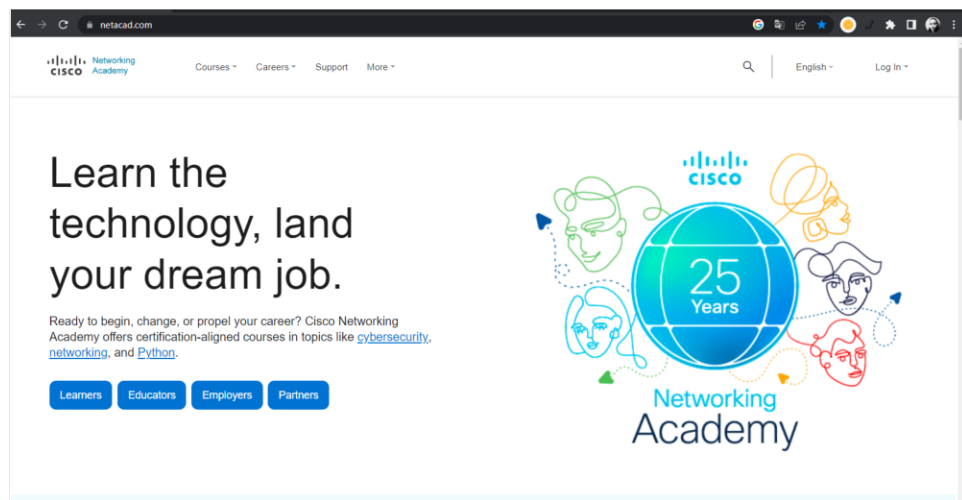 netacad.com
Networking
CISCO Academy
Courses Careers Support More English Log In
CISCO
Learn the
technology, land
your dream job.
25
Years
Ready to begin, change, or propel your career? Cisco Networking
Academy offers certification-aligned courses in topics like cybersecurity,
networking, and Python.
Learners Educators Employers Partners
Networking
Academy